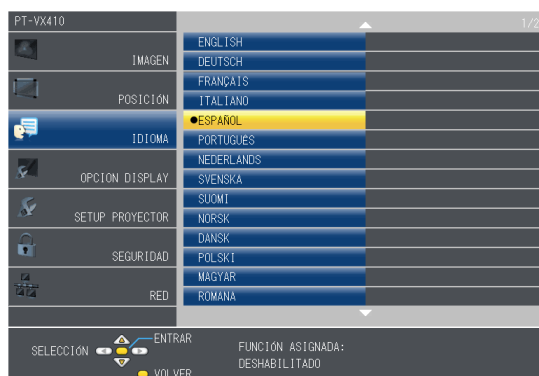 PT-VX410
1/2
IMAGEN
POSICIÓN
IDIOMA
OPCION DISPLAY
SETUP PROYECTOR
SEGURIDAD
RED
ENGLISH
DEUTSCH
FRANÇAIS
ITALIANO
ESPAÑOL
PORTUGUÊS
NEDERLANDS
SVENSKA
SUOMI
NORSK
DANSK
POLSKI
MAGYAR
ROMANA
SELECCIÓN
ENTRAR
VOLVER
FUNCIÓN ASIGNADA:
DESHABILITADO